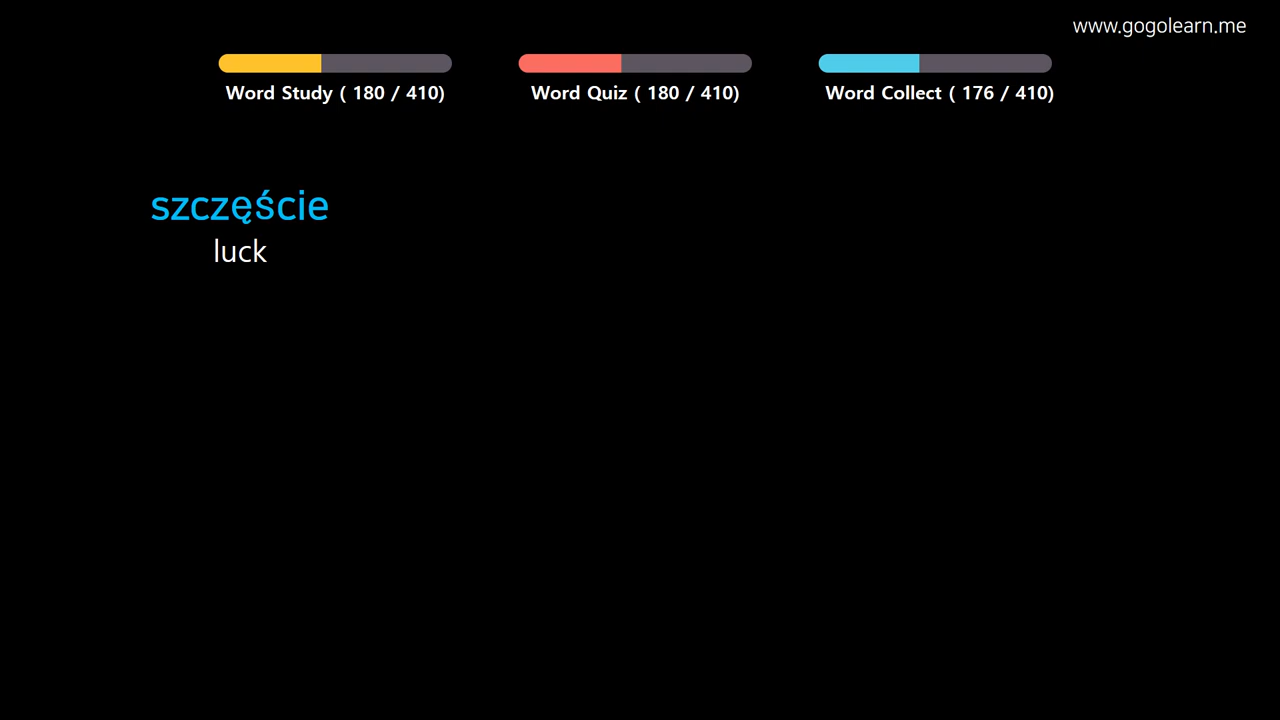 www.gogolearn.me
Word Study ( 180 / 410)
Word Quiz ( 180 / 410)
Word Collect ( 176 / 410)
szczęście
luck